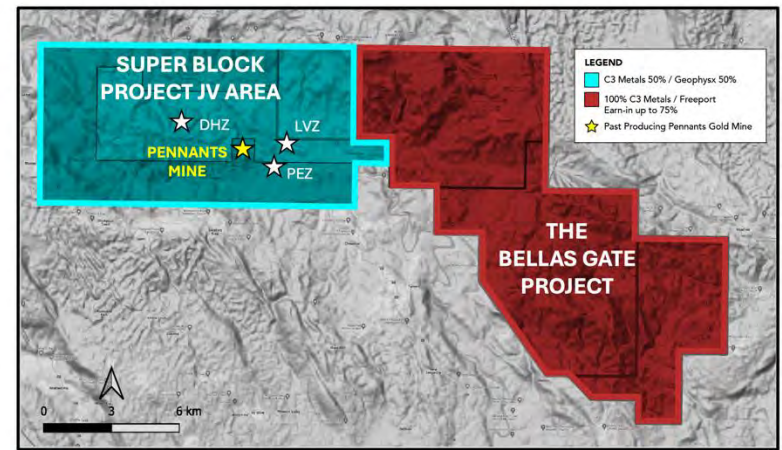 SUPER BLOCK
PROJECT JV AREA
DHZ
LVZ
PENNANTS
MINE
PEZ
THE
BELLAS GATE
PROJECT
LEGEND
C3 Metals 50% / Geophysx 50%
100% C3 Metals / Freeport
Earn-in up to 75%
Past Producing Pennants Gold Mine
0 3 6 km